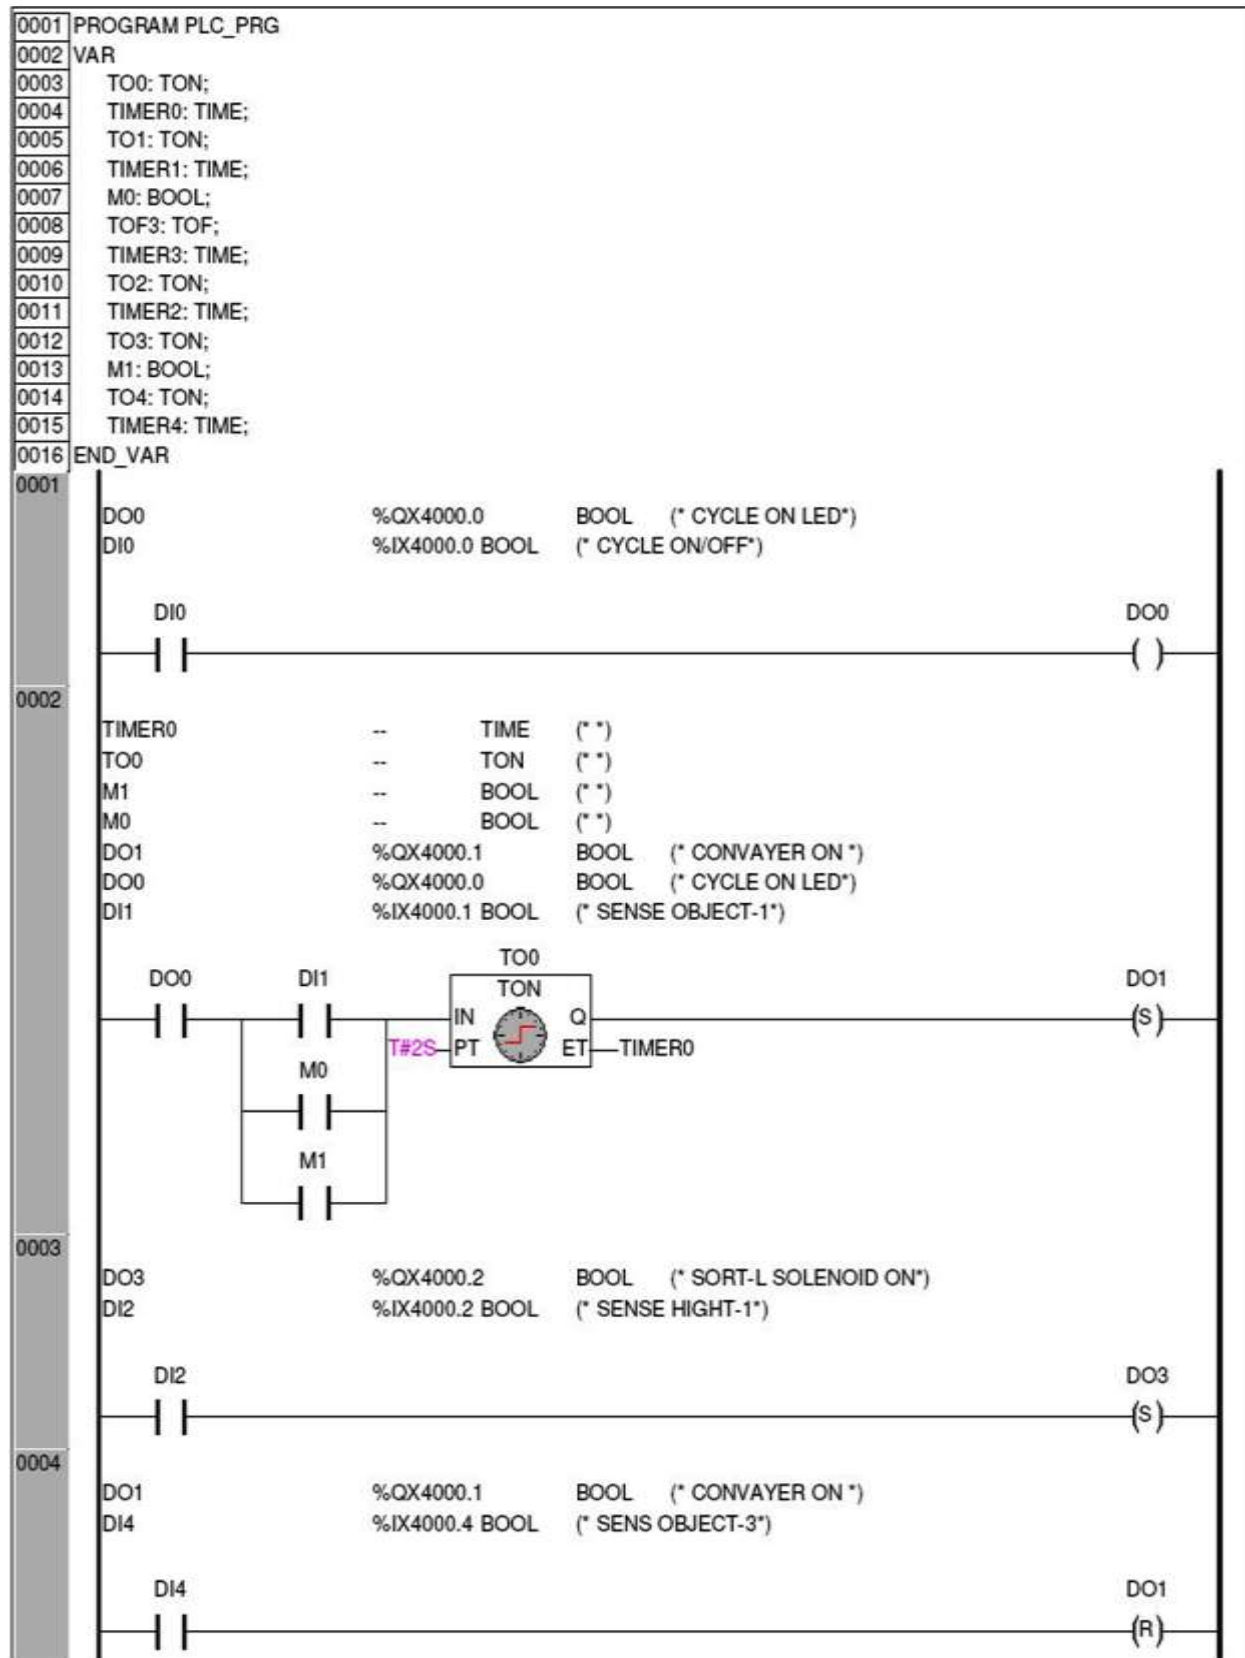 0001 PROGRAM PLC_PRG
0002 VAR
0003 TO0: TON;
0004 TIMER0: TIME;
0005 TO1: TON;
0006 TIMER1: TIME;
0007 M0: BOOL;
0008 TOF3: TOF;
0009 TIMER3: TIME;
0010 TO2: TON;
0011 TIMER2: TIME;
0012 TO3: TON;
0013 M1: BOOL;
0014 TO4: TON;
0015 TIMER4: TIME;
0016 END_VAR
0001
DO0 %QX4000.0 BOOL (* CYCLE ON LED*)
DI0 %IX4000.0 BOOL (* CYCLE ON/OFF*)
DI0 DO0
( )
0002
TIMER0 -- TIME (* *)
TO0 -- TON (* *)
M1 -- BOOL (* *)
M0 -- BOOL (* *)
DO1 %QX4000.1 BOOL (* CONVAYER ON *)
DO0 %QX4000.0 BOOL (* CYCLE ON LED*)
DI1 %IX4000.1 BOOL (* SENSE OBJECT-1*)
TO0
DO0 DI1 TON DO1
IN Q (S)
T#2S PT ET TIMER0
M0
M1
0003
DO3 %QX4000.2 BOOL (* SORT-L SOLENOID ON*)
DI2 %IX4000.2 BOOL (* SENSE HIGHT-1*)
DI2 DO3
(S)
0004
DO1 %QX4000.1 BOOL (* CONVAYER ON *)
DI4 %IX4000.4 BOOL (* SENS OBJECT-3*)
DI4 DO1
(R)